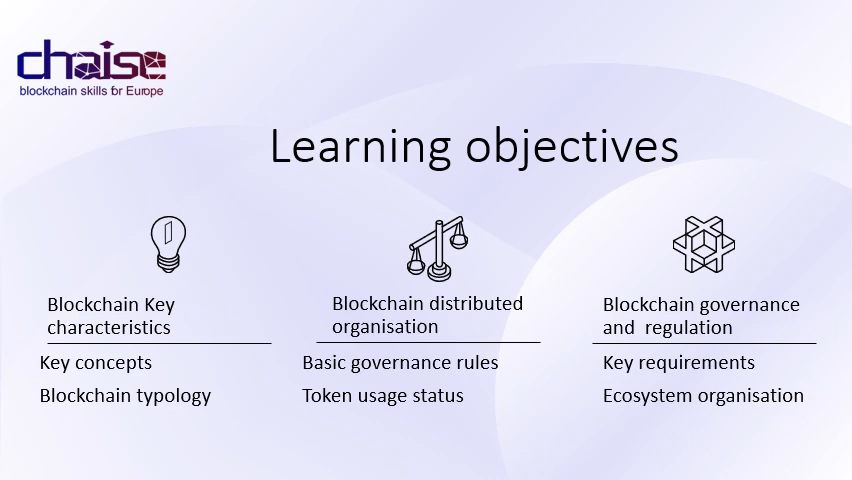 chaise
blockchain skills for Europe
Learning objectives
Blockchain Key
characteristics
Key concepts
Blockchain typology
Blockchain distributed
organisation
Basic governance rules
Token usage status
Blockchain governance
and  regulation
Key requirements
Ecosystem organisation